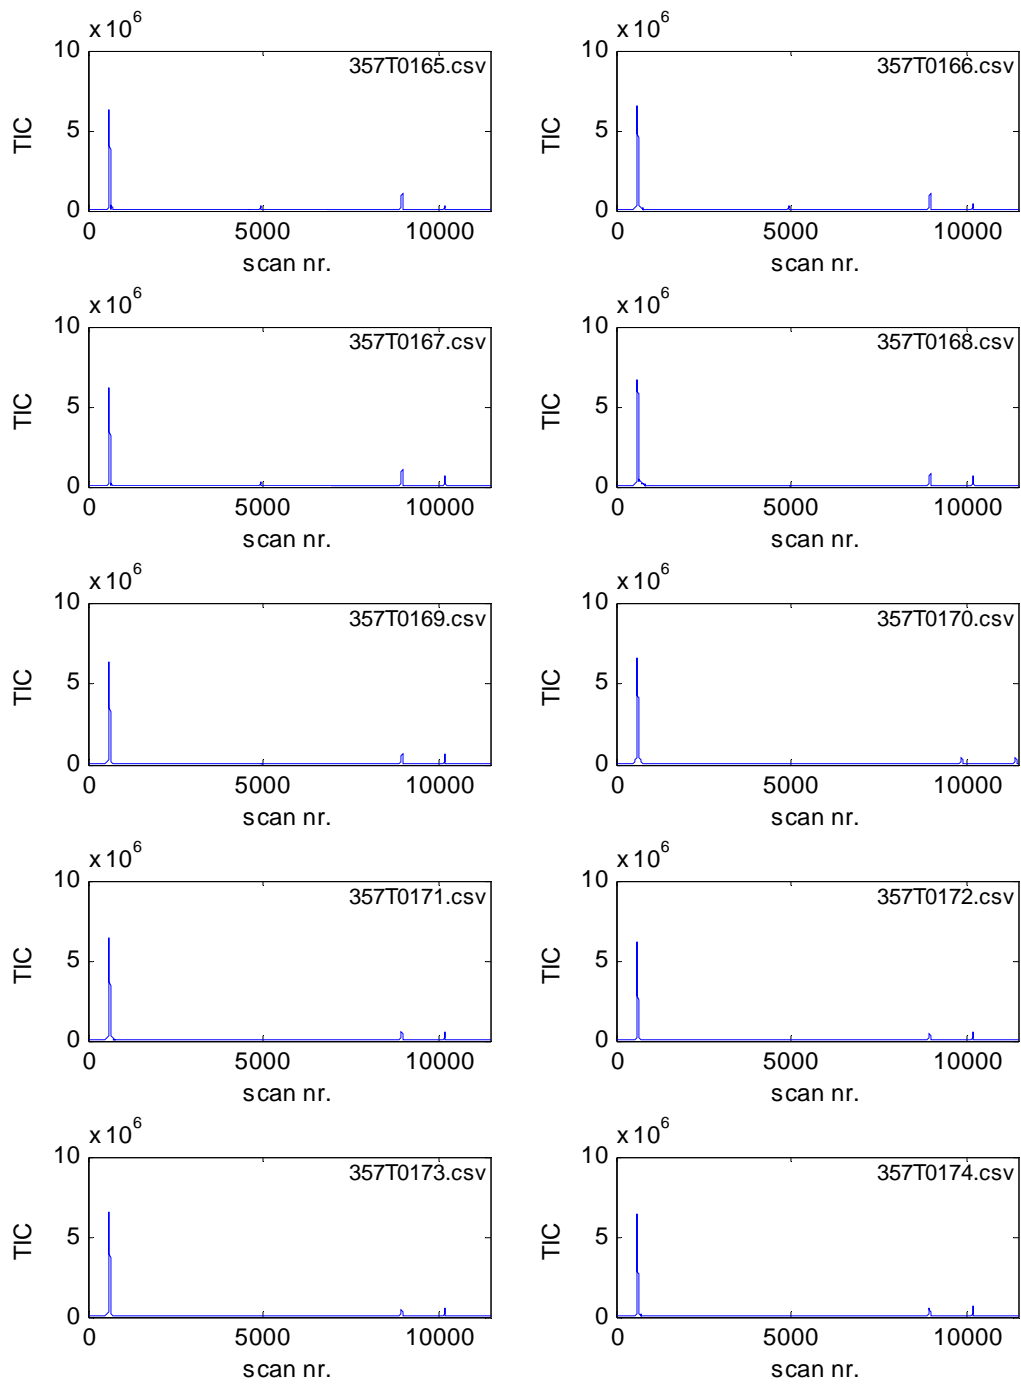 x 10^6 x 10^6
10 357T0165.csv 10 357T0166.csv
TIC 5 TIC 5
0 0
0 5000 10000 0 5000 10000
scan nr. scan nr.
x 10^6 x 10^6
10 357T0167.csv 10 357T0168.csv
TIC 5 TIC 5
0 0
0 5000 10000 0 5000 10000
scan nr. scan nr.
x 10^6 x 10^6
10 357T0169.csv 10 357T0170.csv
TIC 5 TIC 5
0 0
0 5000 10000 0 5000 10000
scan nr. scan nr.
x 10^6 x 10^6
10 357T0171.csv 10 357T0172.csv
TIC 5 TIC 5
0 0
0 5000 10000 0 5000 10000
scan nr. scan nr.
x 10^6 x 10^6
10 357T0173.csv 10 357T0174.csv
TIC 5 TIC 5
0 0
0 5000 10000 0 5000 10000
scan nr. scan nr.